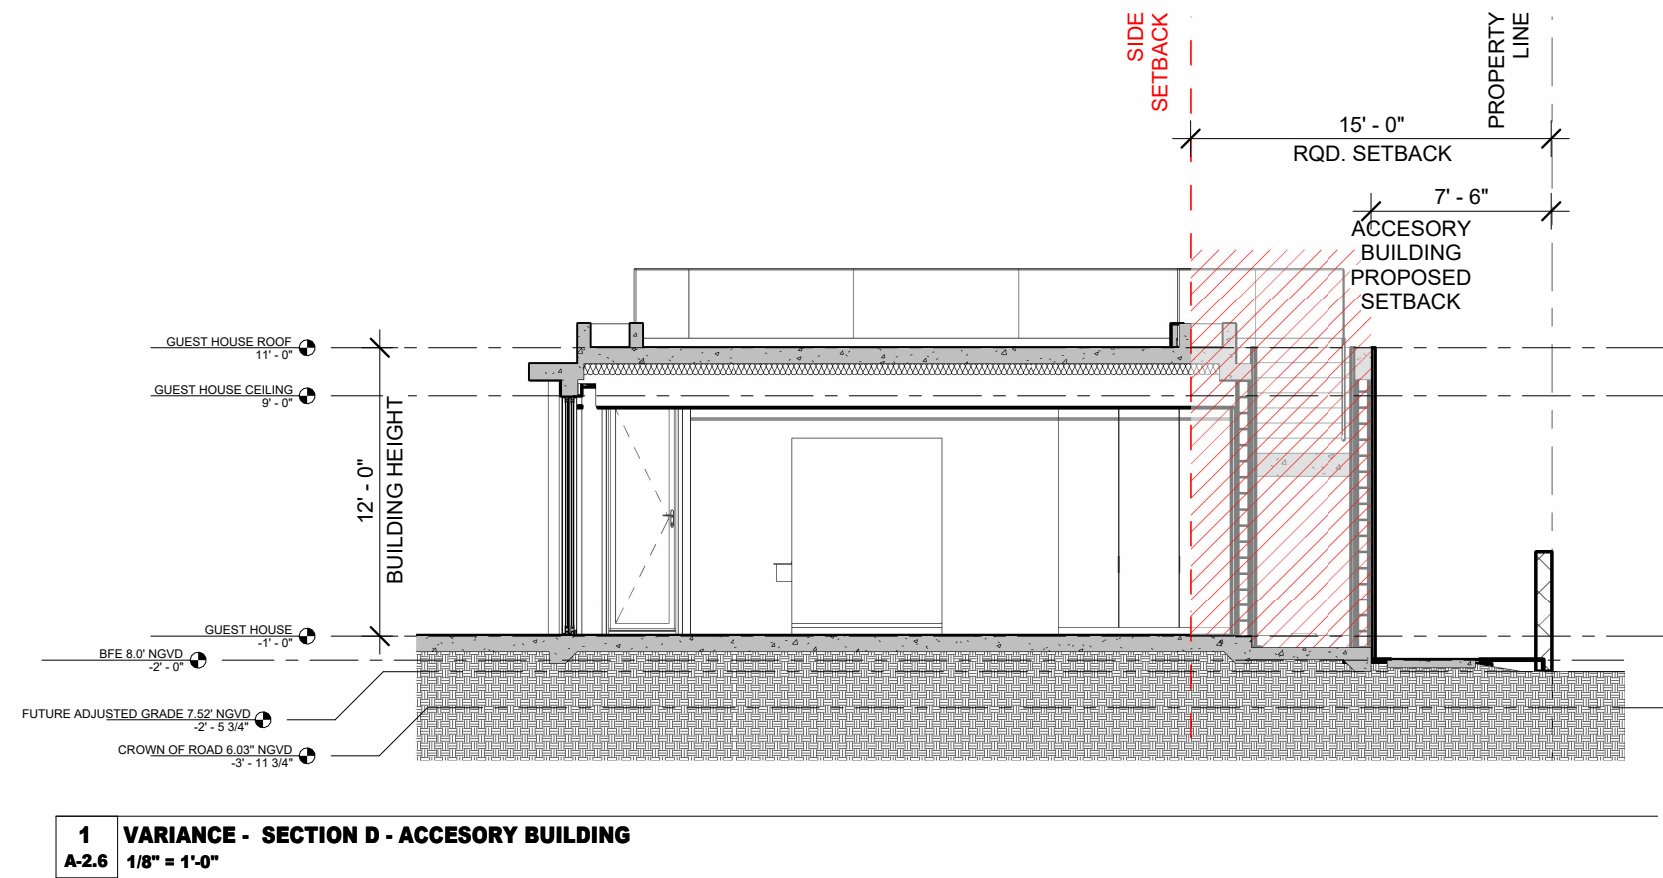 SIDE
SETBACK
PROPERTY
LINE
15' - 0"
RQD. SETBACK
7' - 6"
ACCESORY
BUILDING
PROPOSED
SETBACK
GUEST HOUSE ROOF
11' - 0"
GUEST HOUSE CEILING
9' - 0"
12' - 0"
BUILDING HEIGHT
GUEST HOUSE
-1' - 0"
BFE 8.0' NGVD
-2' - 0"
FUTURE ADJUSTED GRADE 7.52' NGVD
-2' - 5 3/4"
CROWN OF ROAD 6.03" NGVD
-3' - 11 3/4"
1
VARIANCE - SECTION D - ACCESORY BUILDING
A-2.6
1/8" = 1'-0"